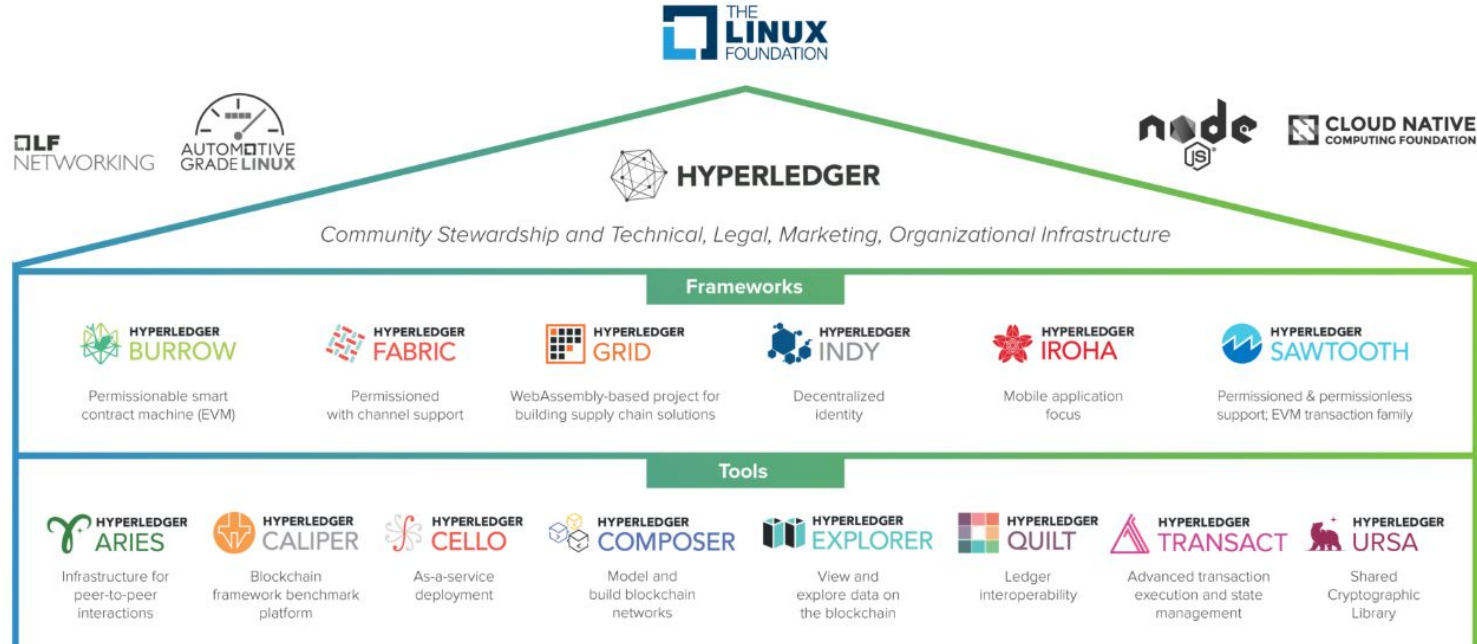 THE
LINUX
FOUNDATION
LF
NETWORKING
AUTOMOTIVE
GRADE LINUX
node
JS
CLOUD NATIVE
COMPUTING FOUNDATION
HYPERLEDGER
Community Stewardship and Technical, Legal, Marketing, Organizational Infrastructure
Frameworks
HYPERLEDGER
BURROW
Permissionable smart
contract machine (EVM)
HYPERLEDGER
FABRIC
Permissioned
with channel support
HYPERLEDGER
GRID
WebAssembly-based project for
building supply chain solutions
HYPERLEDGER
INDY
Decentralized
identity
HYPERLEDGER
IROHA
Mobile application
focus
HYPERLEDGER
SAWTOOTH
Permissioned & permissionless
support; EVM transaction family
Tools
HYPERLEDGER
ARIES
Infrastructure for
peer-to-peer
interactions
HYPERLEDGER
CALIPER
Blockchain
framework benchmark
platform
HYPERLEDGER
CELLO
As-a-service
deployment
HYPERLEDGER
COMPOSER
Model and
build blockchain
networks
HYPERLEDGER
EXPLORER
View and
explore data on
the blockchain
HYPERLEDGER
QUILT
Ledger
interoperability
HYPERLEDGER
TRANSACT
Advanced transaction
execution and state
management
HYPERLEDGER
URSA
Shared
Cryptographic
Library